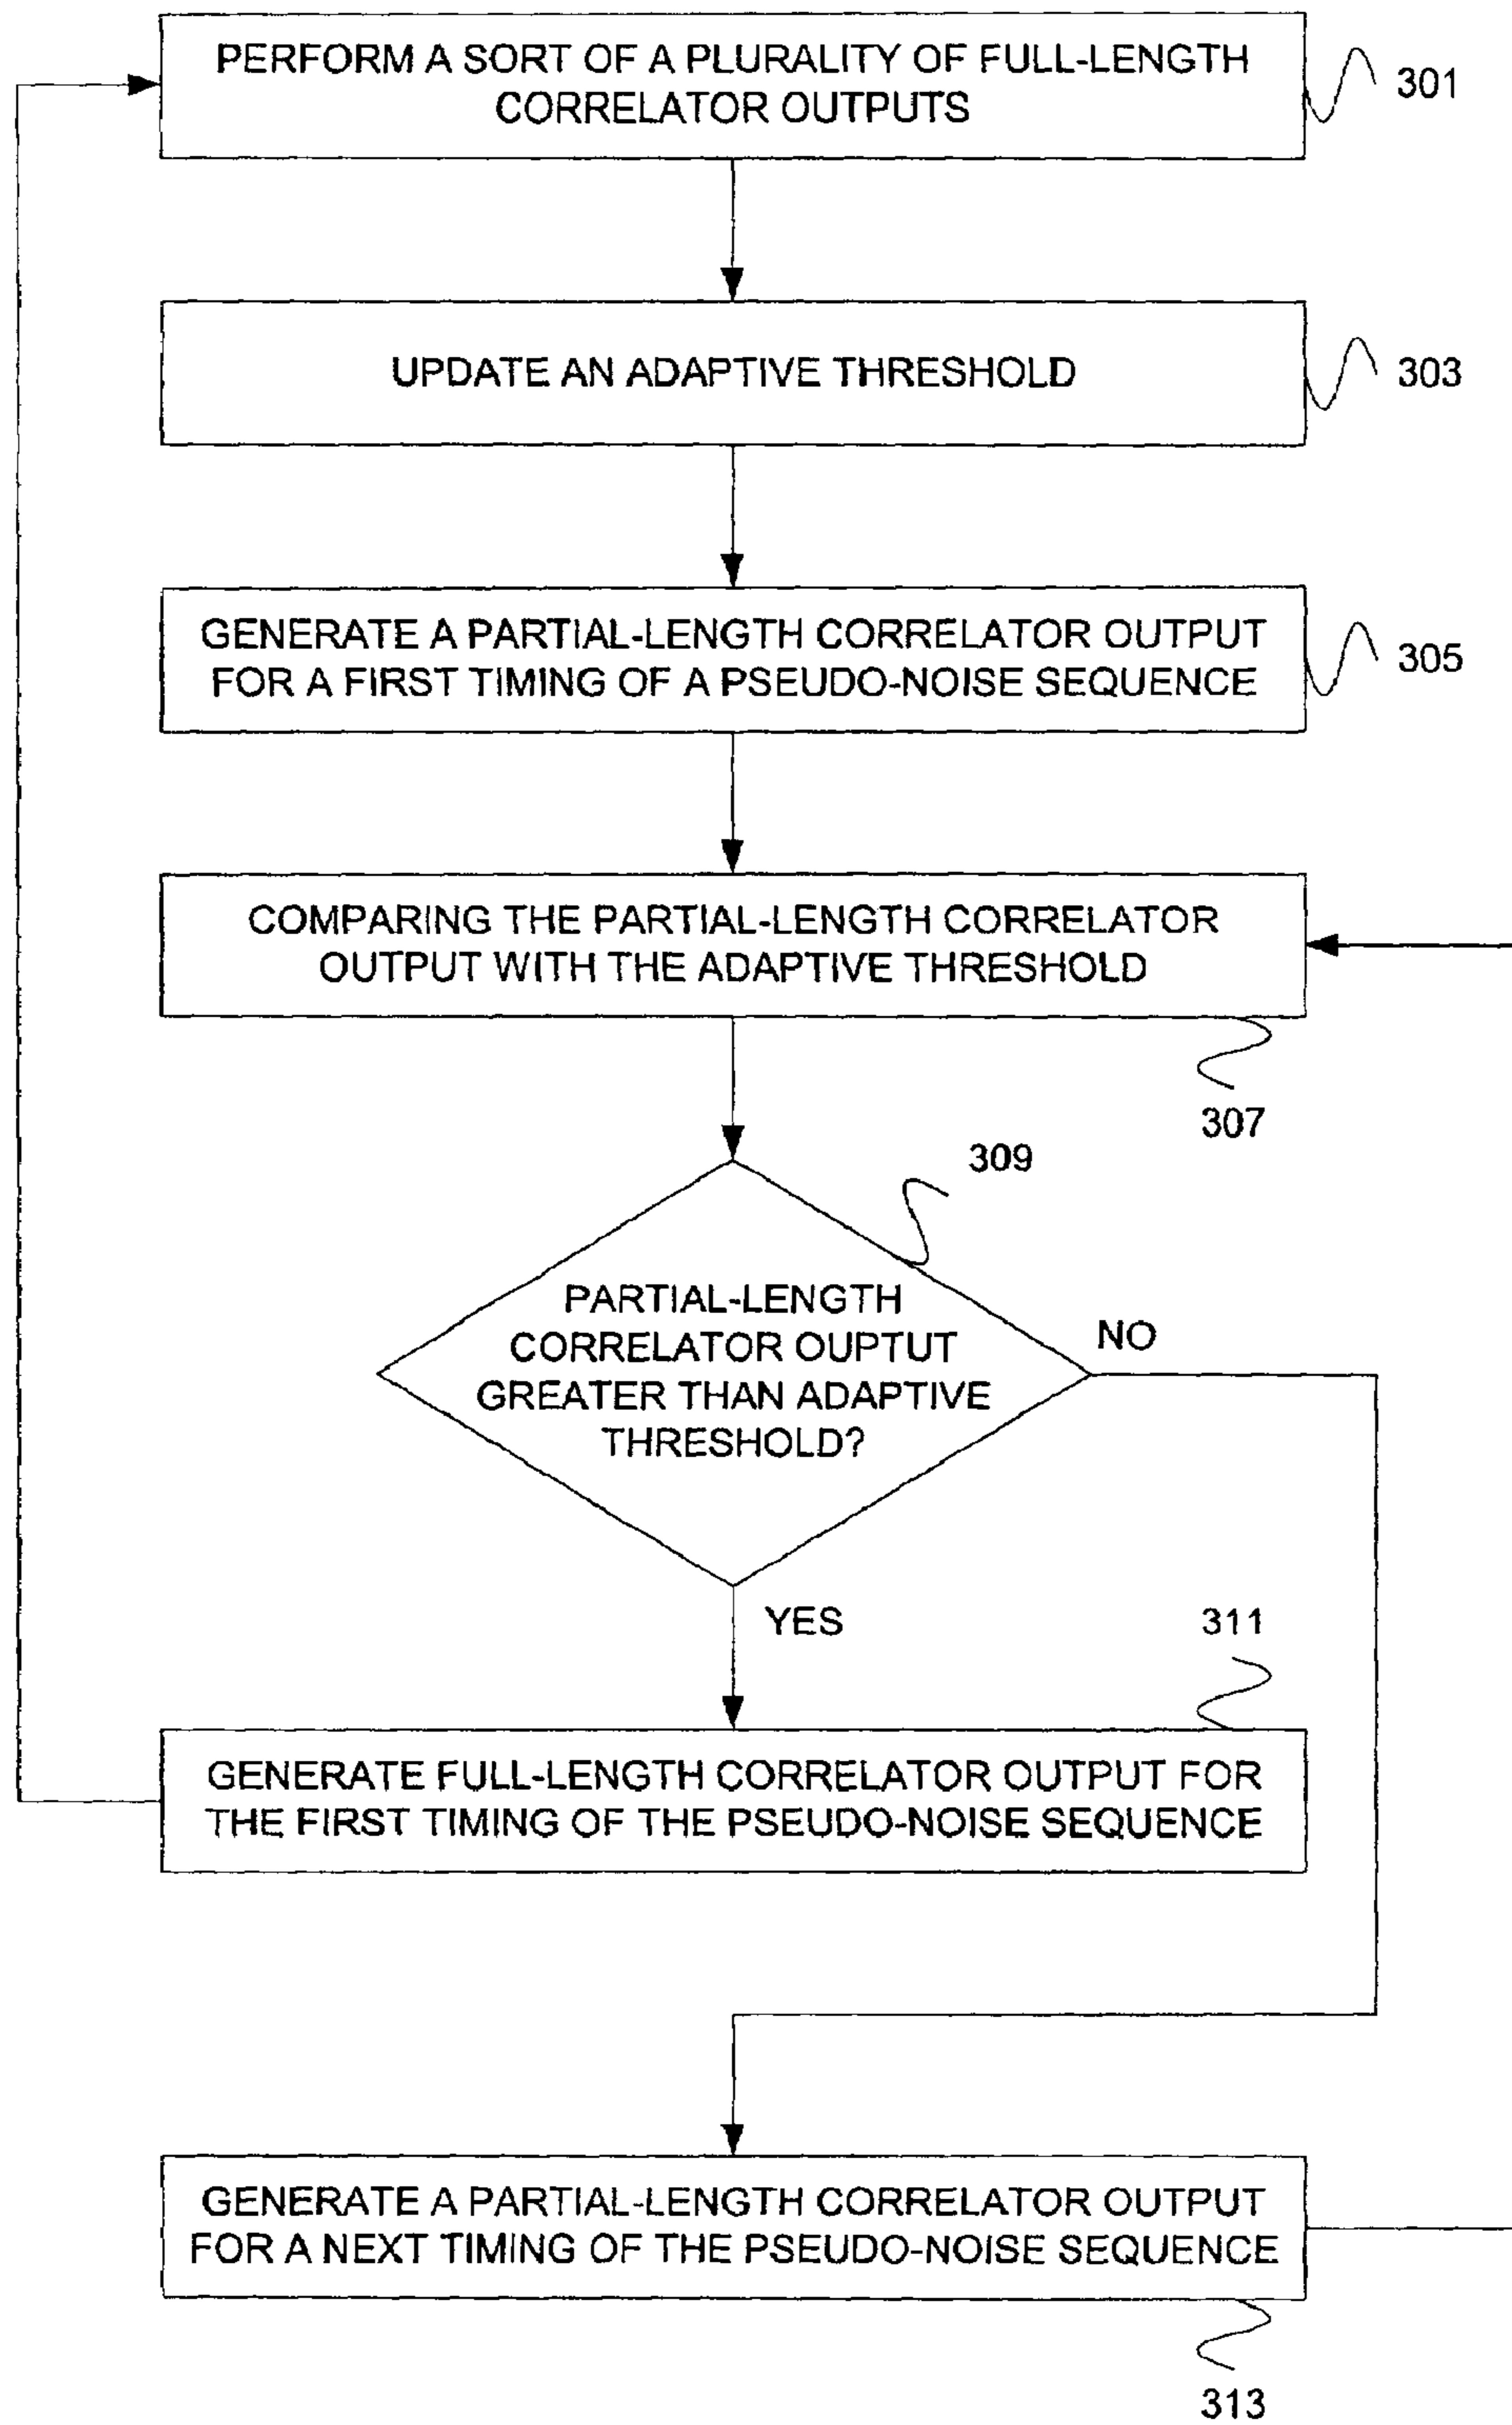 PERFORM A SORT OF A PLURALITY OF FULL-LENGTH
CORRELATOR OUTPUTS
301
UPDATE AN ADAPTIVE THRESHOLD
303
GENERATE A PARTIAL-LENGTH CORRELATOR OUTPUT
FOR A FIRST TIMING OF A PSEUDO-NOISE SEQUENCE
305
COMPARING THE PARTIAL-LENGTH CORRELATOR
OUTPUT WITH THE ADAPTIVE THRESHOLD
307
309
PARTIAL-LENGTH
CORRELATOR OUPTUT
GREATER THAN ADAPTIVE
THRESHOLD?
NO
YES
311
GENERATE FULL-LENGTH CORRELATOR OUTPUT FOR
THE FIRST TIMING OF THE PSEUDO-NOISE SEQUENCE
GENERATE A PARTIAL-LENGTH CORRELATOR OUTPUT
FOR A NEXT TIMING OF THE PSEUDO-NOISE SEQUENCE
313